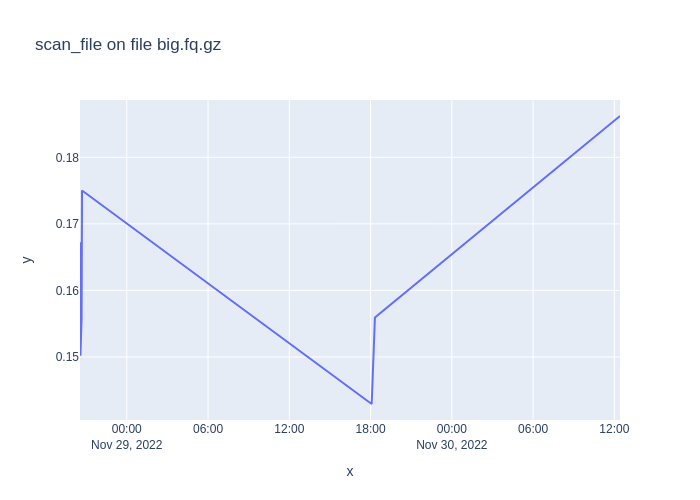 scan_file on file big.fq.gz
0.18
0.17
0.16
0.15
y
00:00 06:00 12:00 18:00 00:00 06:00 12:00
Nov 29, 2022 Nov 30, 2022
x